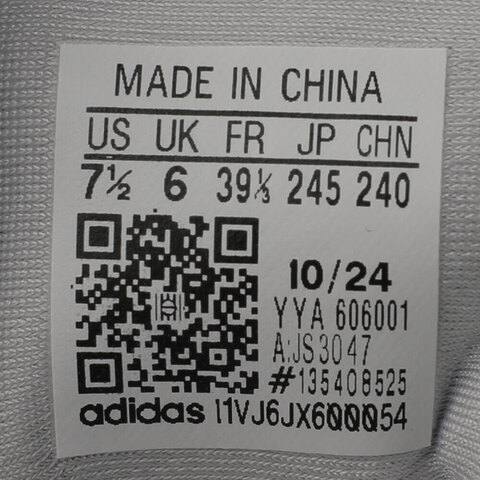 MADE IN CHINA
US UK FR JP CHN
7½ 6 39⅓ 245 240
10/24
YYA 606001
A:JS3047
#135408525
adidas I1VJ6JX6000054